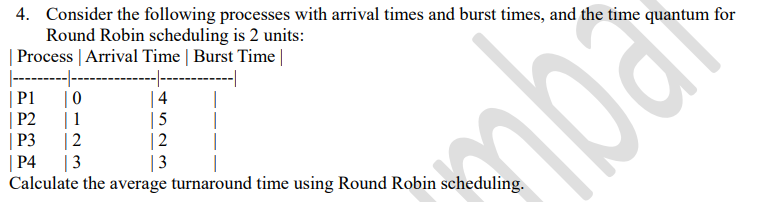 4. Consider the following processes with arrival times and burst times, and the time quantum for
Round Robin scheduling is 2 units:
| Process | Arrival Time | Burst Time |
|---------|--------------|------------|
| P1 | 0 | 4 |
| P2 | 1 | 5 |
| P3 | 2 | 2 |
| P4 | 3 | 3 |
Calculate the average turnaround time using Round Robin scheduling.
mbal